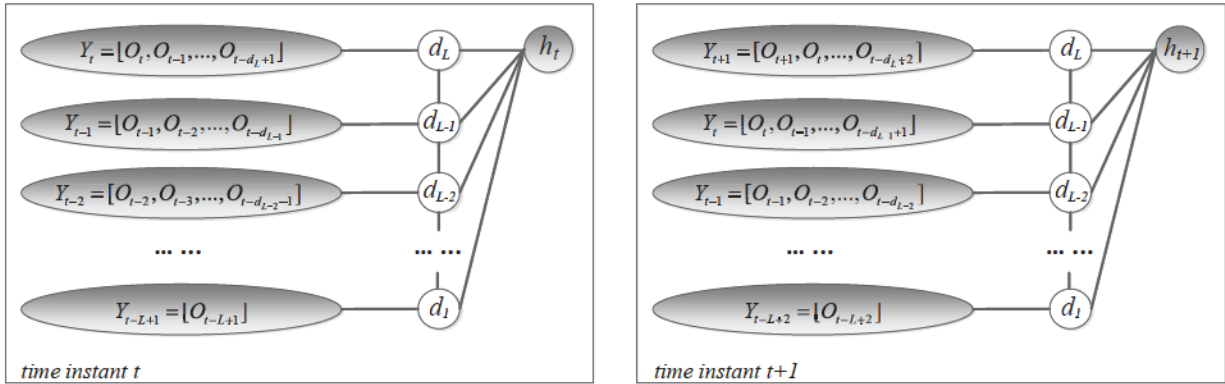 Y_t = ⌊O_t, O_{t−1}, ..., O_{t−d_L+1}⌋ d_L h_t
Y_{t−1} = ⌊O_{t−1}, O_{t−2}, ..., O_{t−d_{L−1}}⌋ d_{L-1}
Y_{t−2} = [O_{t−2}, O_{t−3}, ..., O_{t−d_{L−2}−1}] d_{L-2}
... ... ... ...
Y_{t−L+1} = ⌊O_{t−L+1}⌋ d_1
time instant t
Y_{t+1} = [O_{t+1}, O_t, ..., O_{t−d_L+2}] d_L h_{t+1}
Y_t = ⌊O_t, O_{t−1}, ..., O_{t−d_{L−1}+1}⌋ d_{L-1}
Y_{t−1} = [O_{t−1}, O_{t−2}, ..., O_{t−d_{L−2}}] d_{L-2}
... ... ... ...
Y_{t−L+2} = ⌊O_{t−L+2}⌋ d_1
time instant t+1